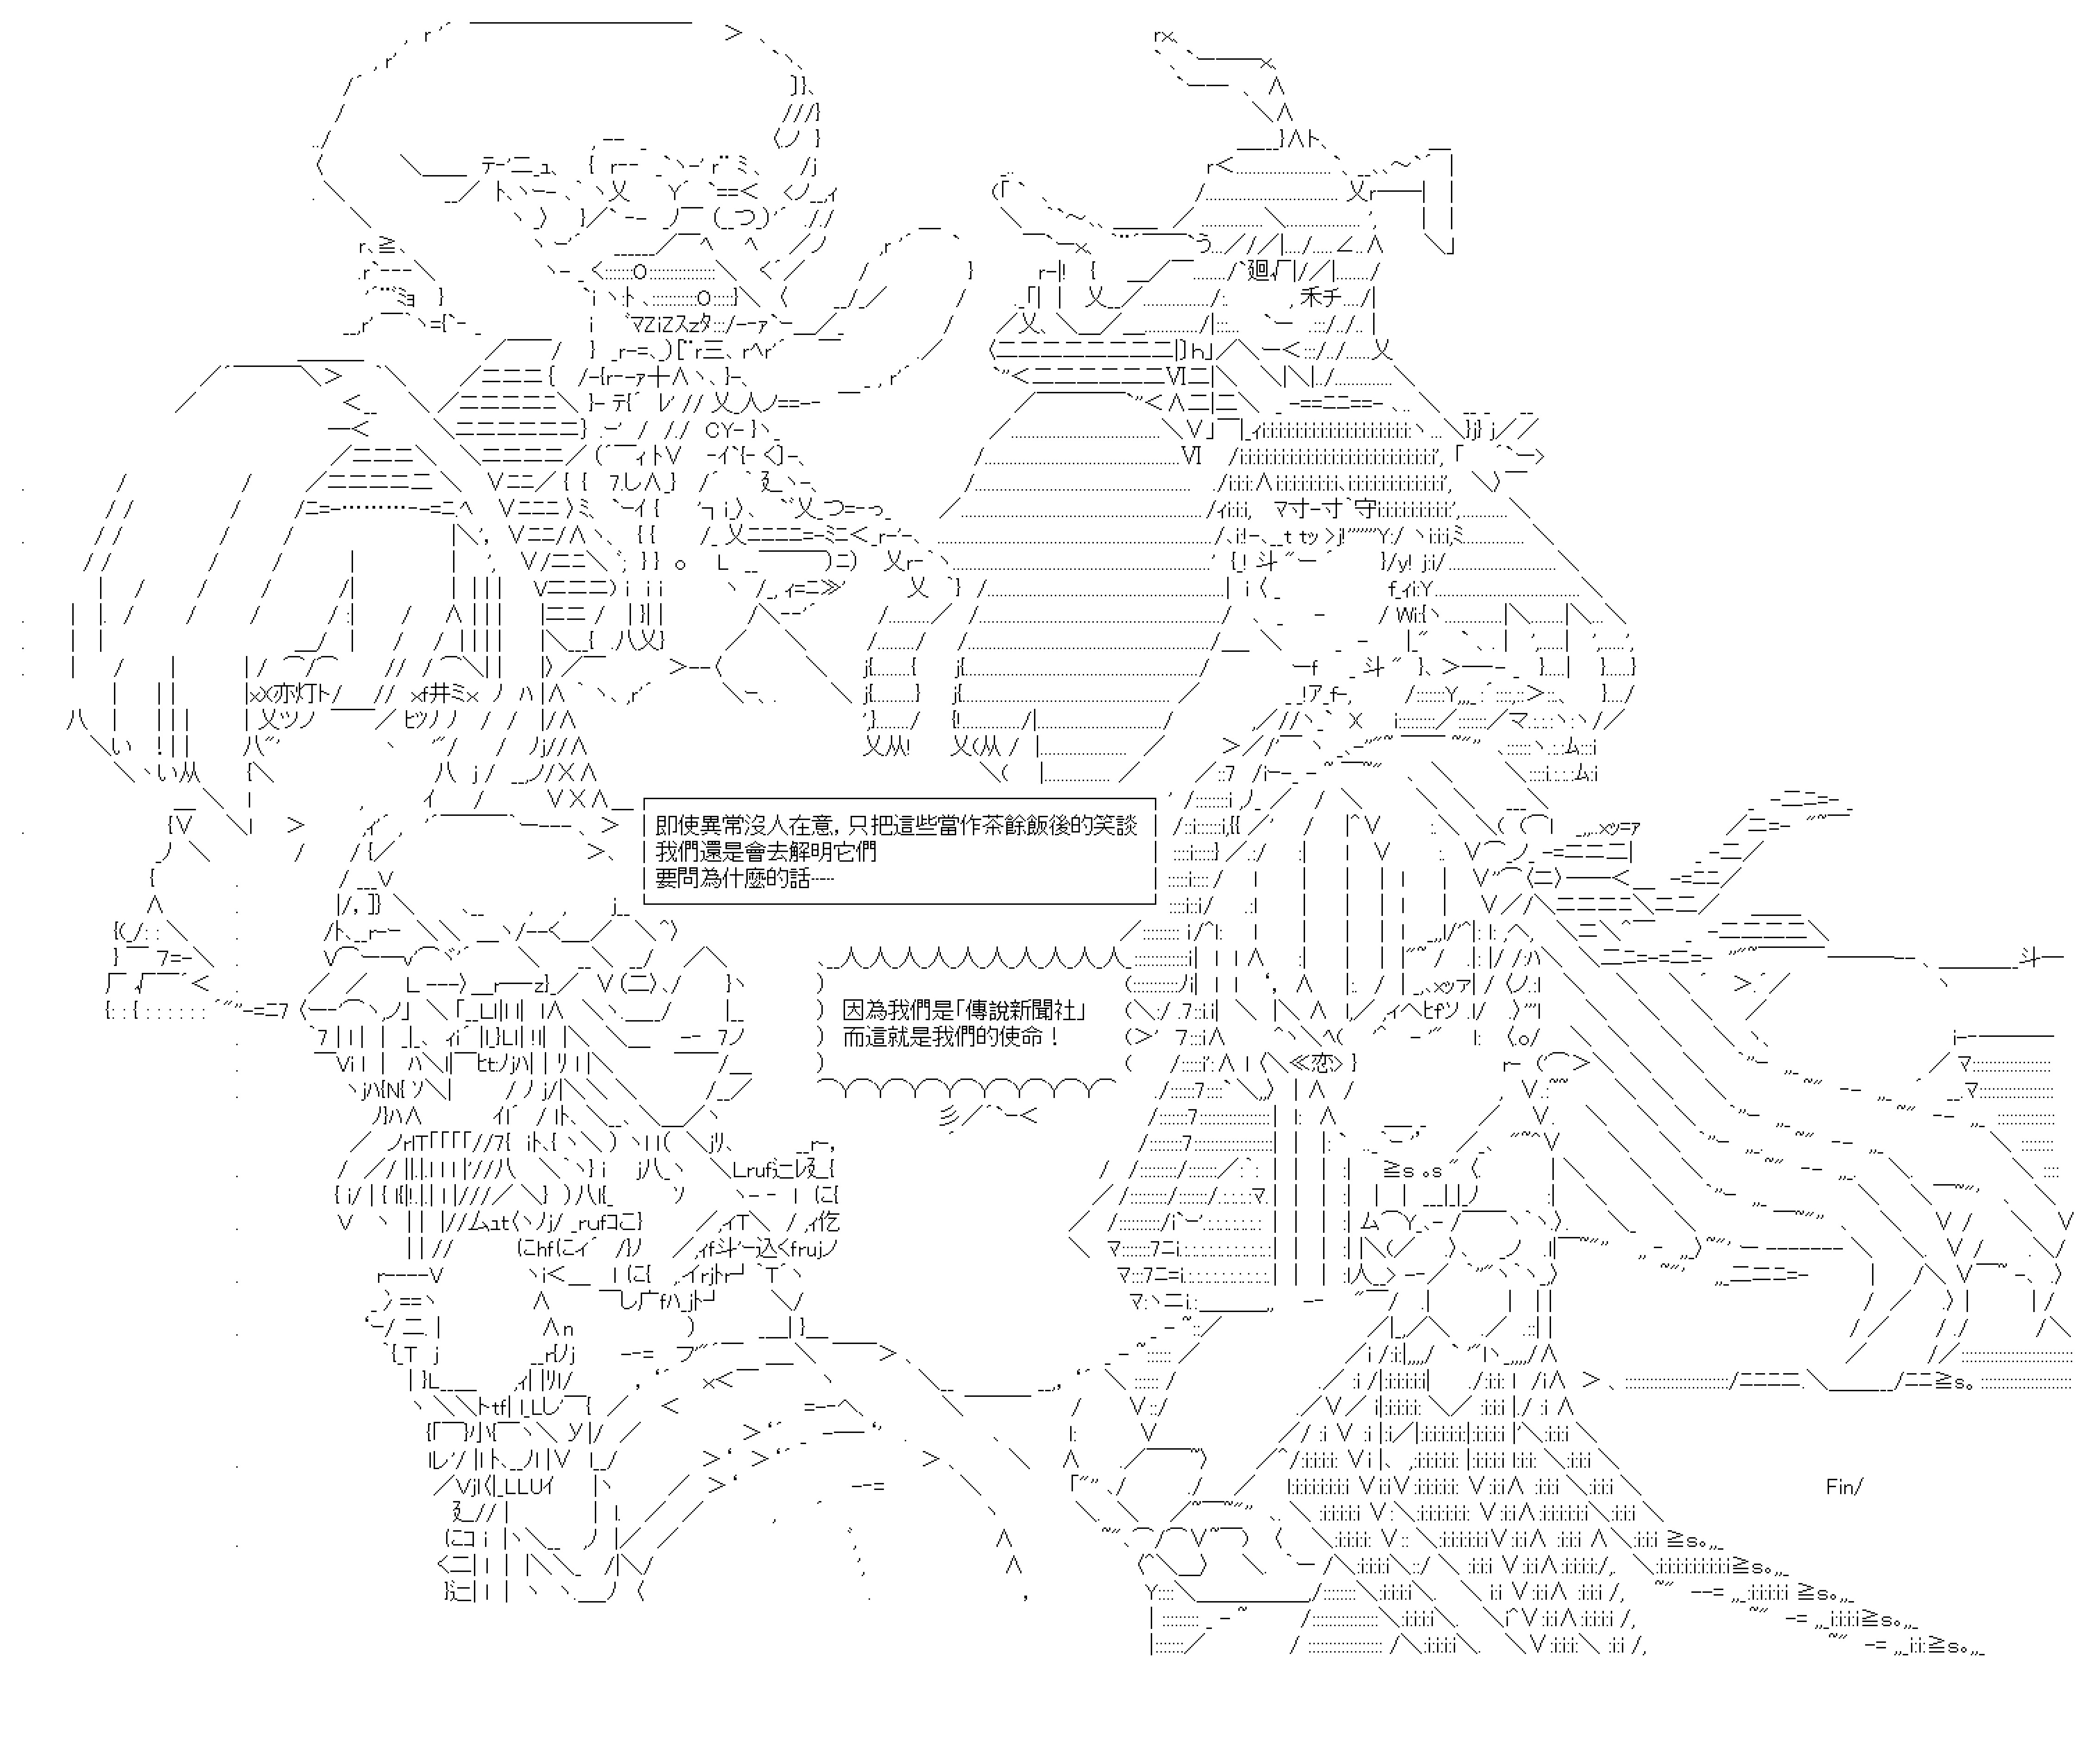 即使異常沒人在意，只把這些當作茶餘飯後的笑談
我們還是會去解明它們
要問為什麼的話┄┄
因為我們是「傳說新聞社」
而這就是我們的使命！
Fin/